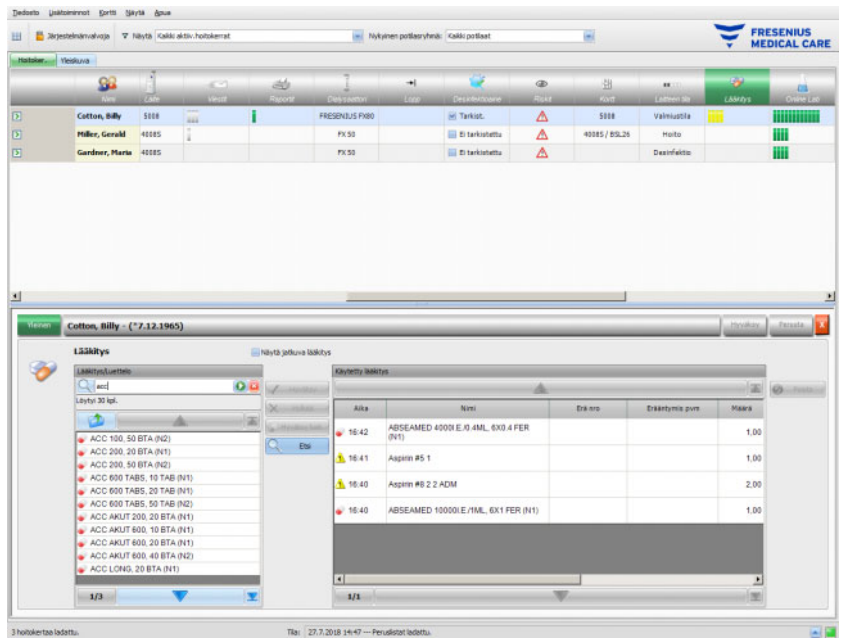 Tiedosto Lisätoiminnot Kortti Näytä Apua
Järjestelmänvalvoja Näytä Kaikki aktiiv.hoitokerrat Nykyinen potilasryhmä: Kaikki potilaat
FRESENIUS
MEDICAL CARE
Hoitoker. Yleiskuva
Nimi Laite Viestit Raportit Dialysaattori Loppu Desinfektioaine Riskit Kortti Laitteen tila Lääkitys Online Lab
Cotton, Billy 5008 FRESENIUS FX80 Tarkist. 5008 Valmiustila
Miller, Gerald 4008S FX 50 Ei tarkistettu 4008S / BSL26 Hoito
Gardner, Maria 4008S FX 50 Ei tarkistettu Desinfektio
Yleinen Cotton, Billy - (*7.12.1965) Hyväksy Peruuta X
Lääkitys Näytä jatkuva lääkitys
Lääkitys/Luettelo Käytetty lääkitys
acc
Löytyi 30 kpl.
Etsi
Aika Nimi Erä nro Erääntymis pvm Määrä
16:42 ABSEAMED 4000I.E./0.4ML, 6X0.4 FER (N1) 1,00
16:41 Aspirin #5 1 1,00
16:40 Aspirin #8 2 2 ADM 2,00
16:40 ABSEAMED 10000I.E./1ML, 6X1 FER (N1) 1,00
ACC 100, 50 BTA (N2)
ACC 200, 20 BTA (N1)
ACC 200, 50 BTA (N2)
ACC 600 TABS, 10 TAB (N1)
ACC 600 TABS, 20 TAB (N1)
ACC 600 TABS, 50 TAB (N2)
ACC AKUT 200, 20 BTA (N1)
ACC AKUT 600, 10 BTA (N1)
ACC AKUT 600, 20 BTA (N1)
ACC AKUT 600, 40 BTA (N2)
ACC LONG, 20 BTA (N1)
1/3 1/1
3 hoitokertaa ladattu. Tila: 27.7.2018 14:47 --- Peruslistat ladattu.